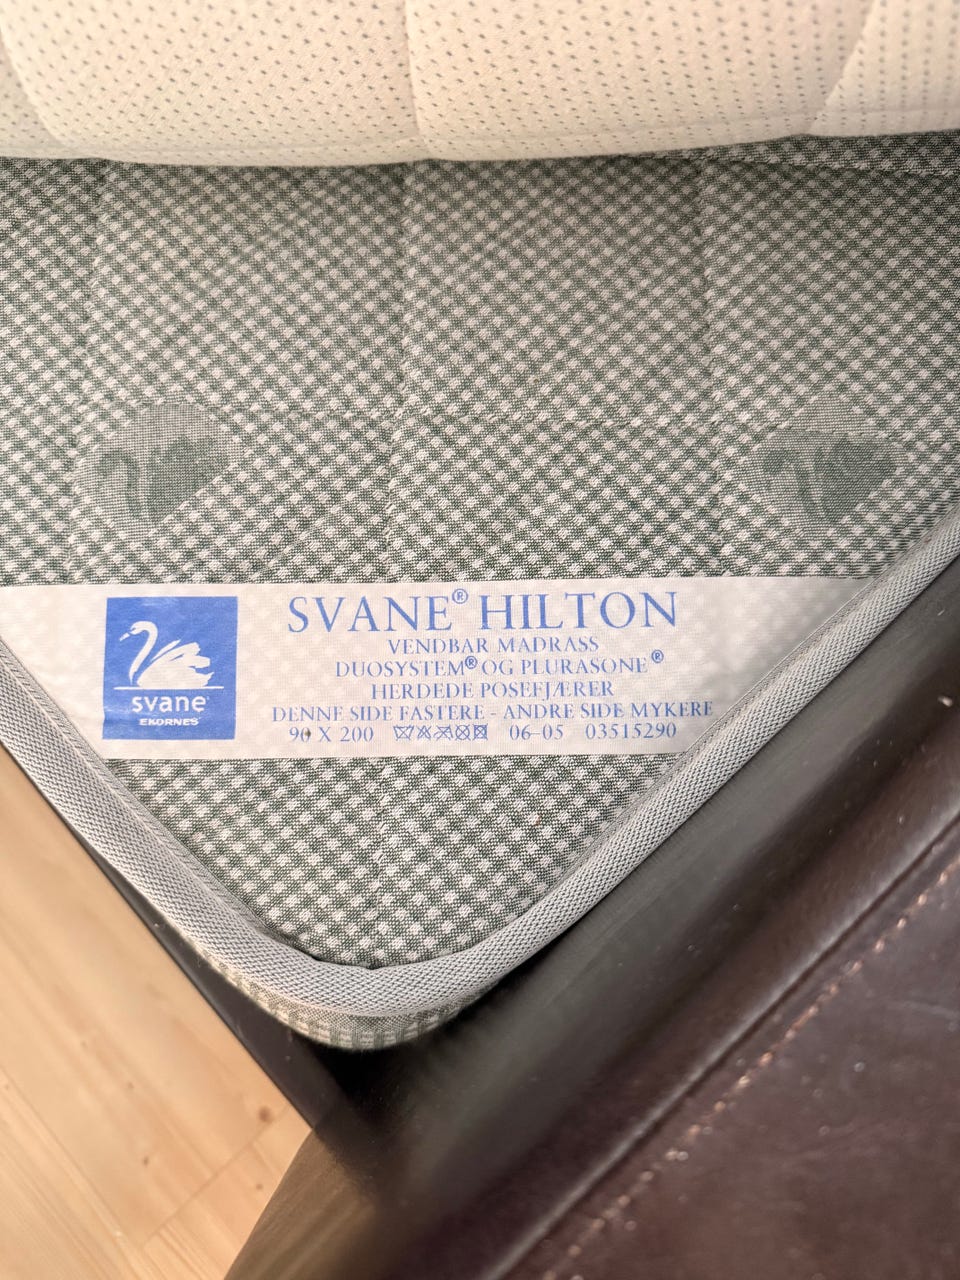 SVANE® HILTON
VENDBAR MADRASS
DUOSYSTEM® OG PLURASONE®
HERDEDE POSEFJÆRER
DENNE SIDE FASTERE - ANDRE SIDE MYKERE
90 X 200 06-05 03515290
svane®
EKORNES